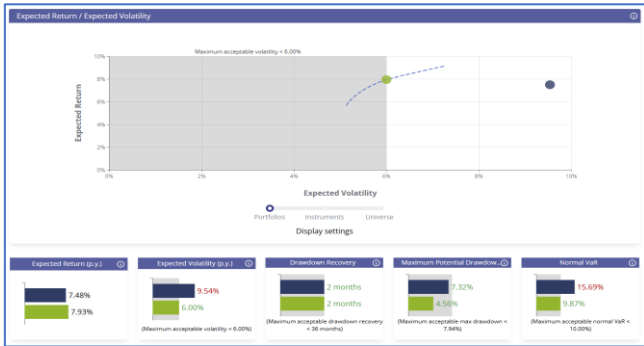 Expected Return / Expected Volatility
Maximum acceptable volatility < 6.00%
10%
8%
6%
4%
2%
0%
Expected Return
0%
2%
4%
6%
8%
10%
Expected Volatility
Portfolios Instruments Universe
Display settings
Expected Return (p.y.)
7.48%
7.93%
Expected Volatility (p.y.)
9.54%
6.00%
(Maximum acceptable volatility < 6.00%)
Drawdown Recovery
2 months
2 months
(Maximum acceptable drawdown recovery
< 36 months)
Maximum Potential Drawdow...
7.32%
4.56%
(Maximum acceptable max drawdown <
7.94%)
Normal VaR
15.69%
9.87%
(Maximum acceptable normal VaR <
10.00%)